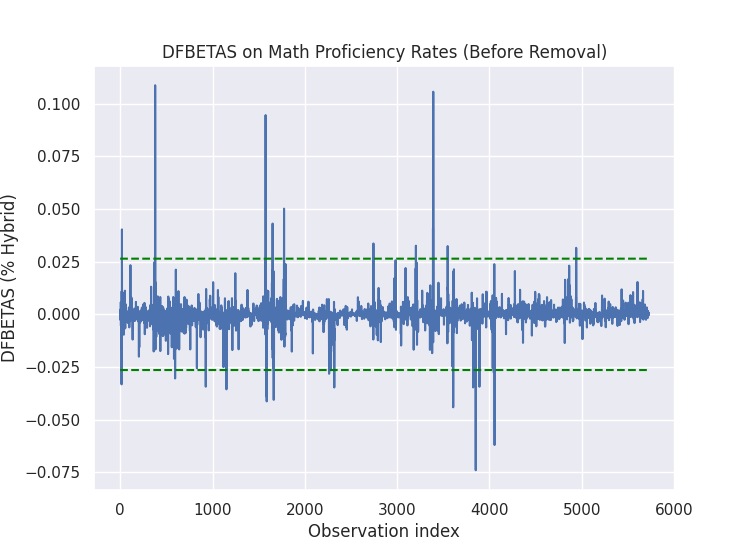 DFBETAS on Math Proficiency Rates (Before Removal)
DFBETAS (% Hybrid)
0.100
0.075
0.050
0.025
0.000
−0.025
−0.050
−0.075
0 1000 2000 3000 4000 5000 6000
Observation index